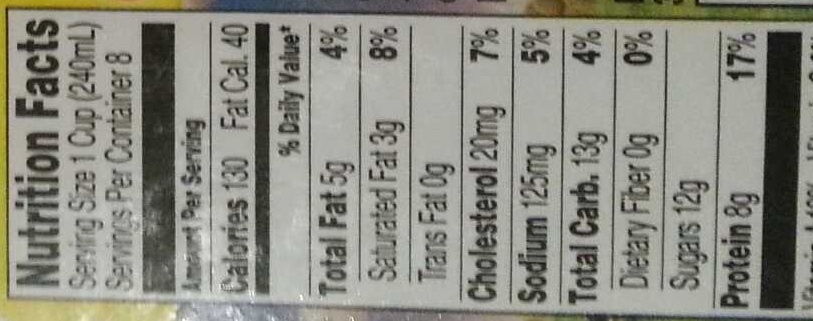 Nutrition Facts
Serving Size 1 Cup (240mL)
Servings Per Container 8
Amount Per Serving
Calories 130 Fat Cal. 40
% Daily Value*
Total Fat 5g 4%
Saturated Fat 3g 8%
Trans Fat 0g
Cholesterol 20mg 7%
Sodium 125mg 5%
Total Carb. 13g 4%
Dietary Fiber 0g 0%
Sugars 12g
Protein 8g 17%